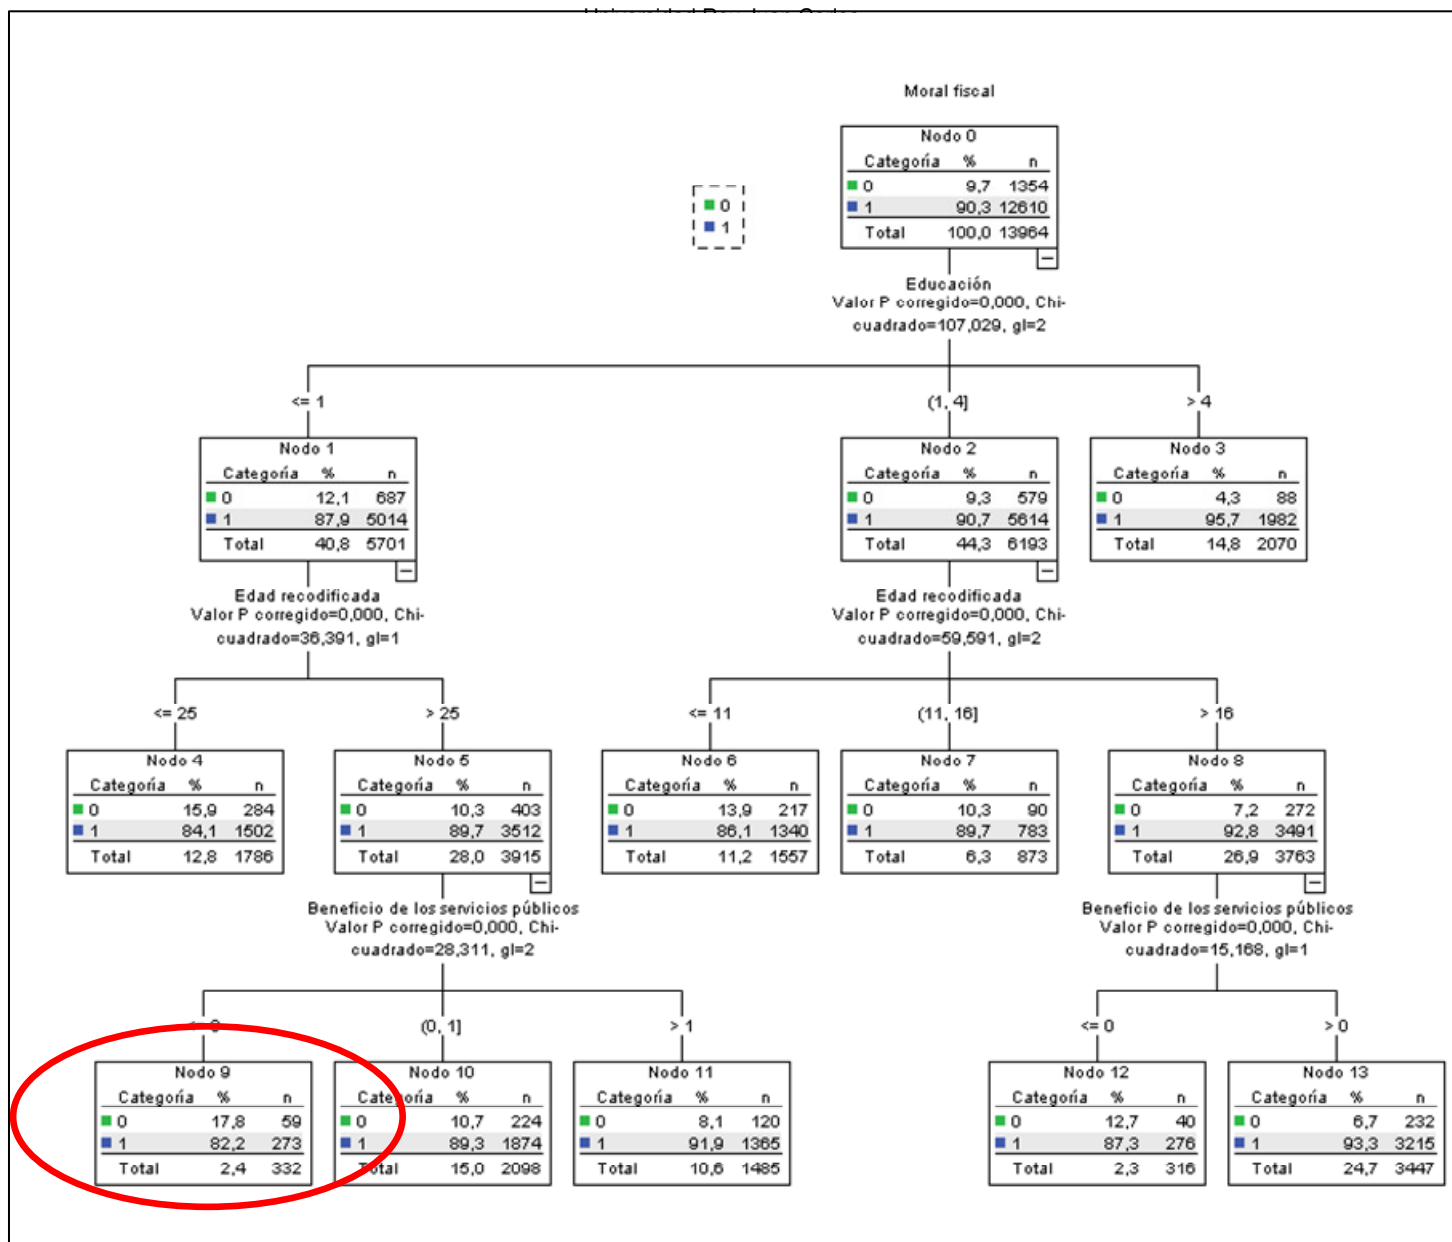 Moral fiscal
Nodo 0
Categoría % n
0 9,7 1354
1 90,3 12610
Total 100,0 13964
0
1
Educación
Valor P corregido=0,000, Chi-
cuadrado=107,029, gl=2
<= 1
(1, 4]
> 4
Nodo 1
Categoría % n
0 12,1 687
1 87,9 5014
Total 40,8 5701
Nodo 2
Categoría % n
0 9,3 579
1 90,7 5614
Total 44,3 6193
Nodo 3
Categoría % n
0 4,3 88
1 95,7 1982
Total 14,8 2070
Edad recodificada
Valor P corregido=0,000, Chi-
cuadrado=36,391, gl=1
Edad recodificada
Valor P corregido=0,000, Chi-
cuadrado=59,591, gl=2
<= 25
> 25
<= 11
(11, 16]
> 16
Nodo 4
Categoría % n
0 15,9 284
1 84,1 1502
Total 12,8 1786
Nodo 5
Categoría % n
0 10,3 403
1 89,7 3512
Total 28,0 3915
Nodo 6
Categoría % n
0 13,9 217
1 86,1 1340
Total 11,2 1557
Nodo 7
Categoría % n
0 10,3 90
1 89,7 783
Total 6,3 873
Nodo 8
Categoría % n
0 7,2 272
1 92,8 3491
Total 26,9 3763
Beneficio de los servicios públicos
Valor P corregido=0,000, Chi-
cuadrado=28,311, gl=2
Beneficio de los servicios públicos
Valor P corregido=0,000, Chi-
cuadrado=15,168, gl=1
<= 0
(0, 1]
> 1
<= 0
> 0
Nodo 9
Categoría % n
0 17,8 59
1 82,2 273
Total 2,4 332
Nodo 10
Categoría % n
0 10,7 224
1 89,3 1874
Total 15,0 2098
Nodo 11
Categoría % n
0 8,1 120
1 91,9 1365
Total 10,6 1485
Nodo 12
Categoría % n
0 12,7 40
1 87,3 276
Total 2,3 316
Nodo 13
Categoría % n
0 6,7 232
1 93,3 3215
Total 24,7 3447